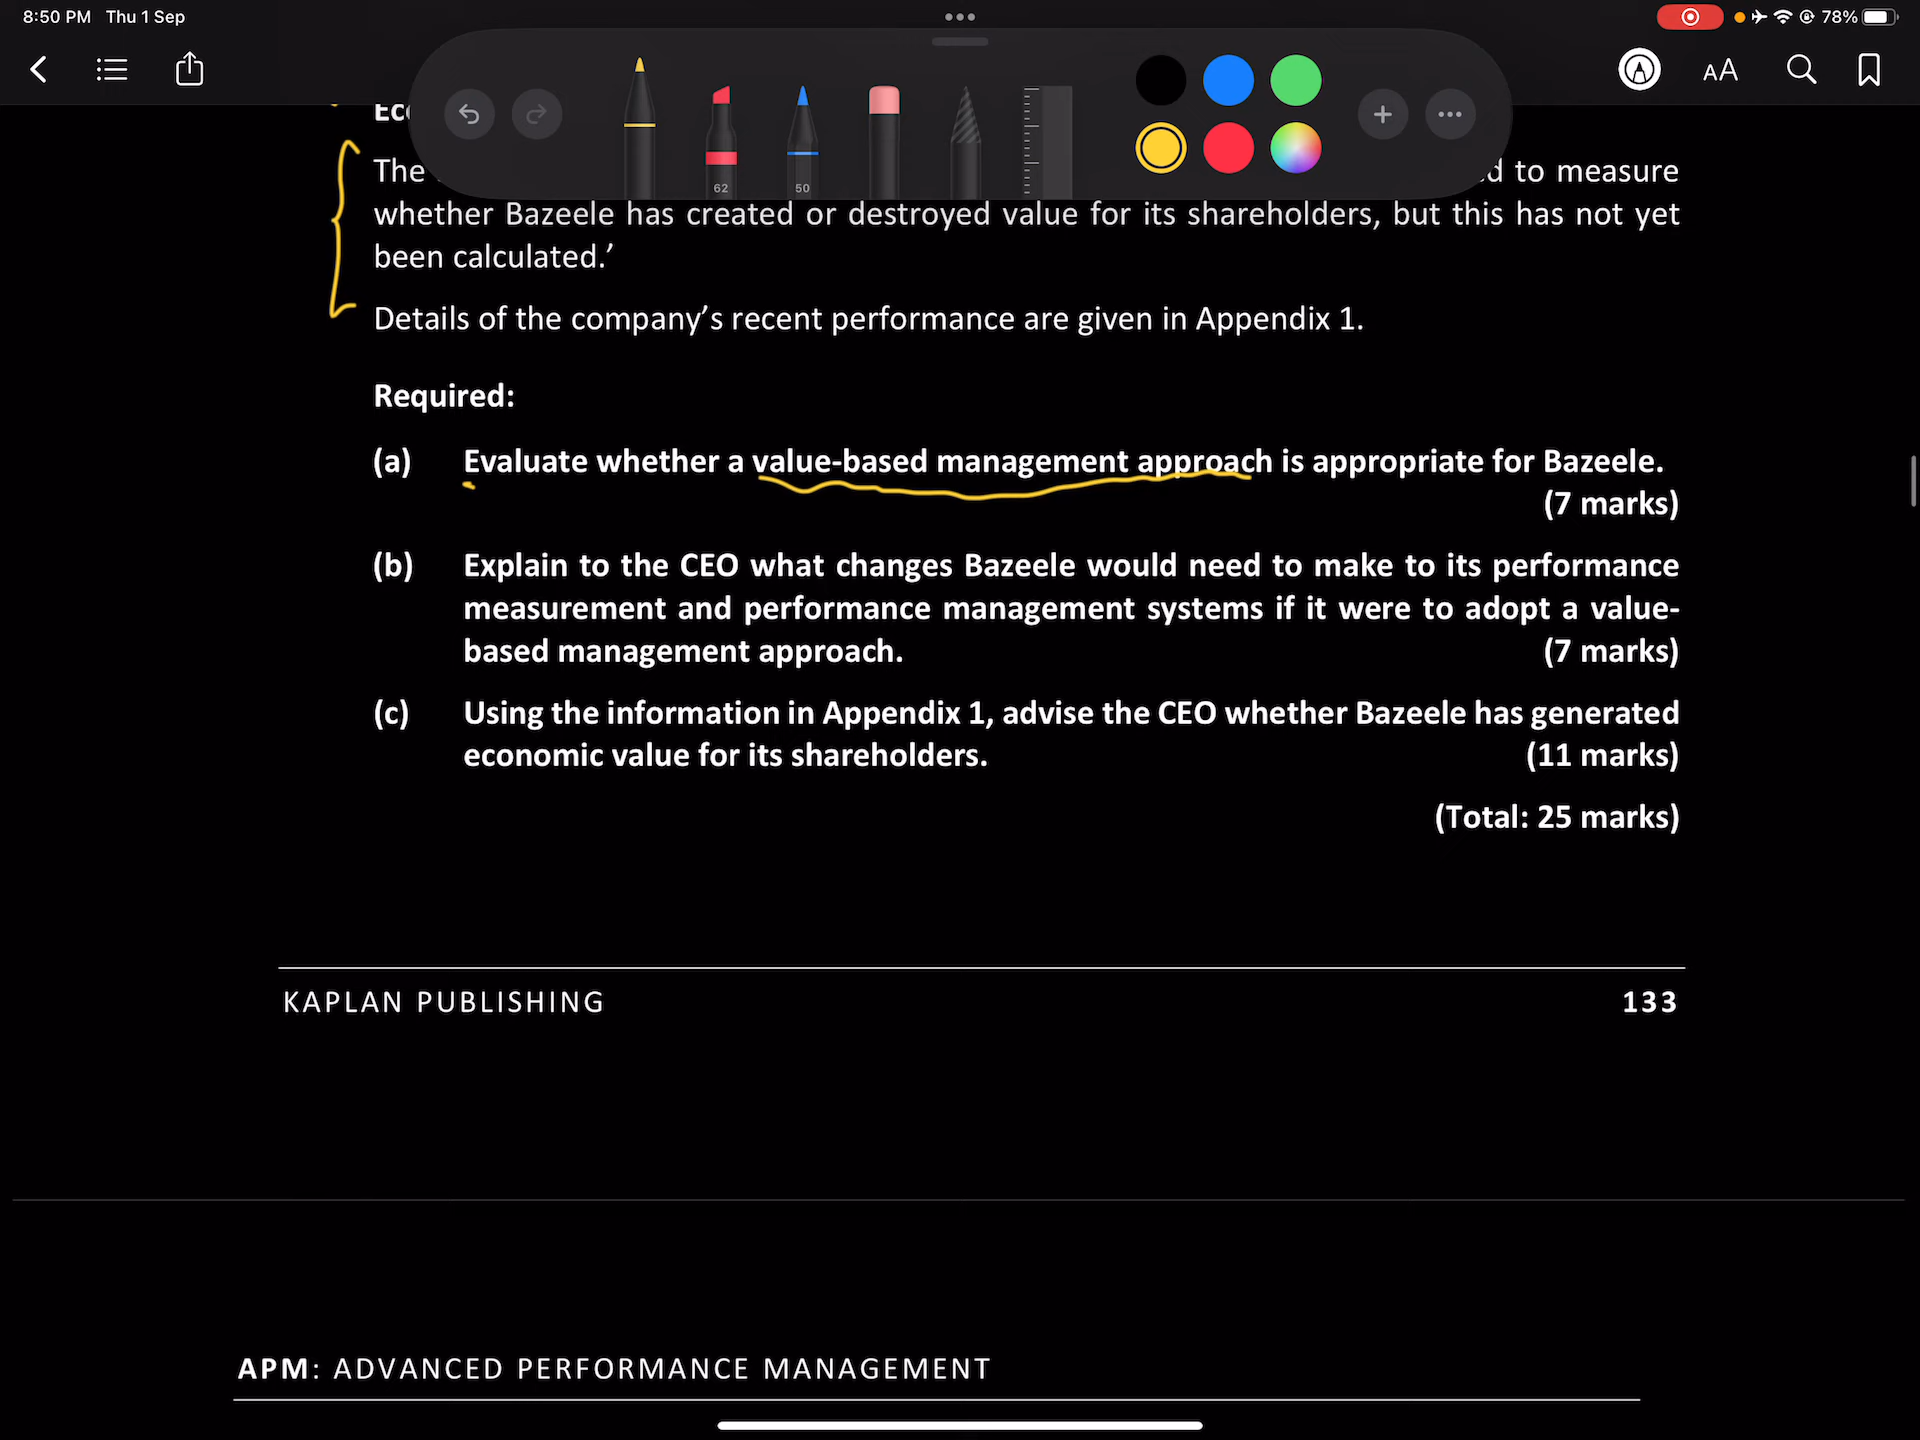 8:50 PM Thu 1 Sep
78%
AA
62
50
The
to measure
whether Bazeele has created or destroyed value for its shareholders, but this has not yet
been calculated.’
Details of the company’s recent performance are given in Appendix 1.
Required:
(a) Evaluate whether a value-based management approach is appropriate for Bazeele.
(7 marks)
(b) Explain to the CEO what changes Bazeele would need to make to its performance
measurement and performance management systems if it were to adopt a value-
based management approach. (7 marks)
(c) Using the information in Appendix 1, advise the CEO whether Bazeele has generated
economic value for its shareholders. (11 marks)
(Total: 25 marks)
KAPLAN PUBLISHING 133
APM: ADVANCED PERFORMANCE MANAGEMENT